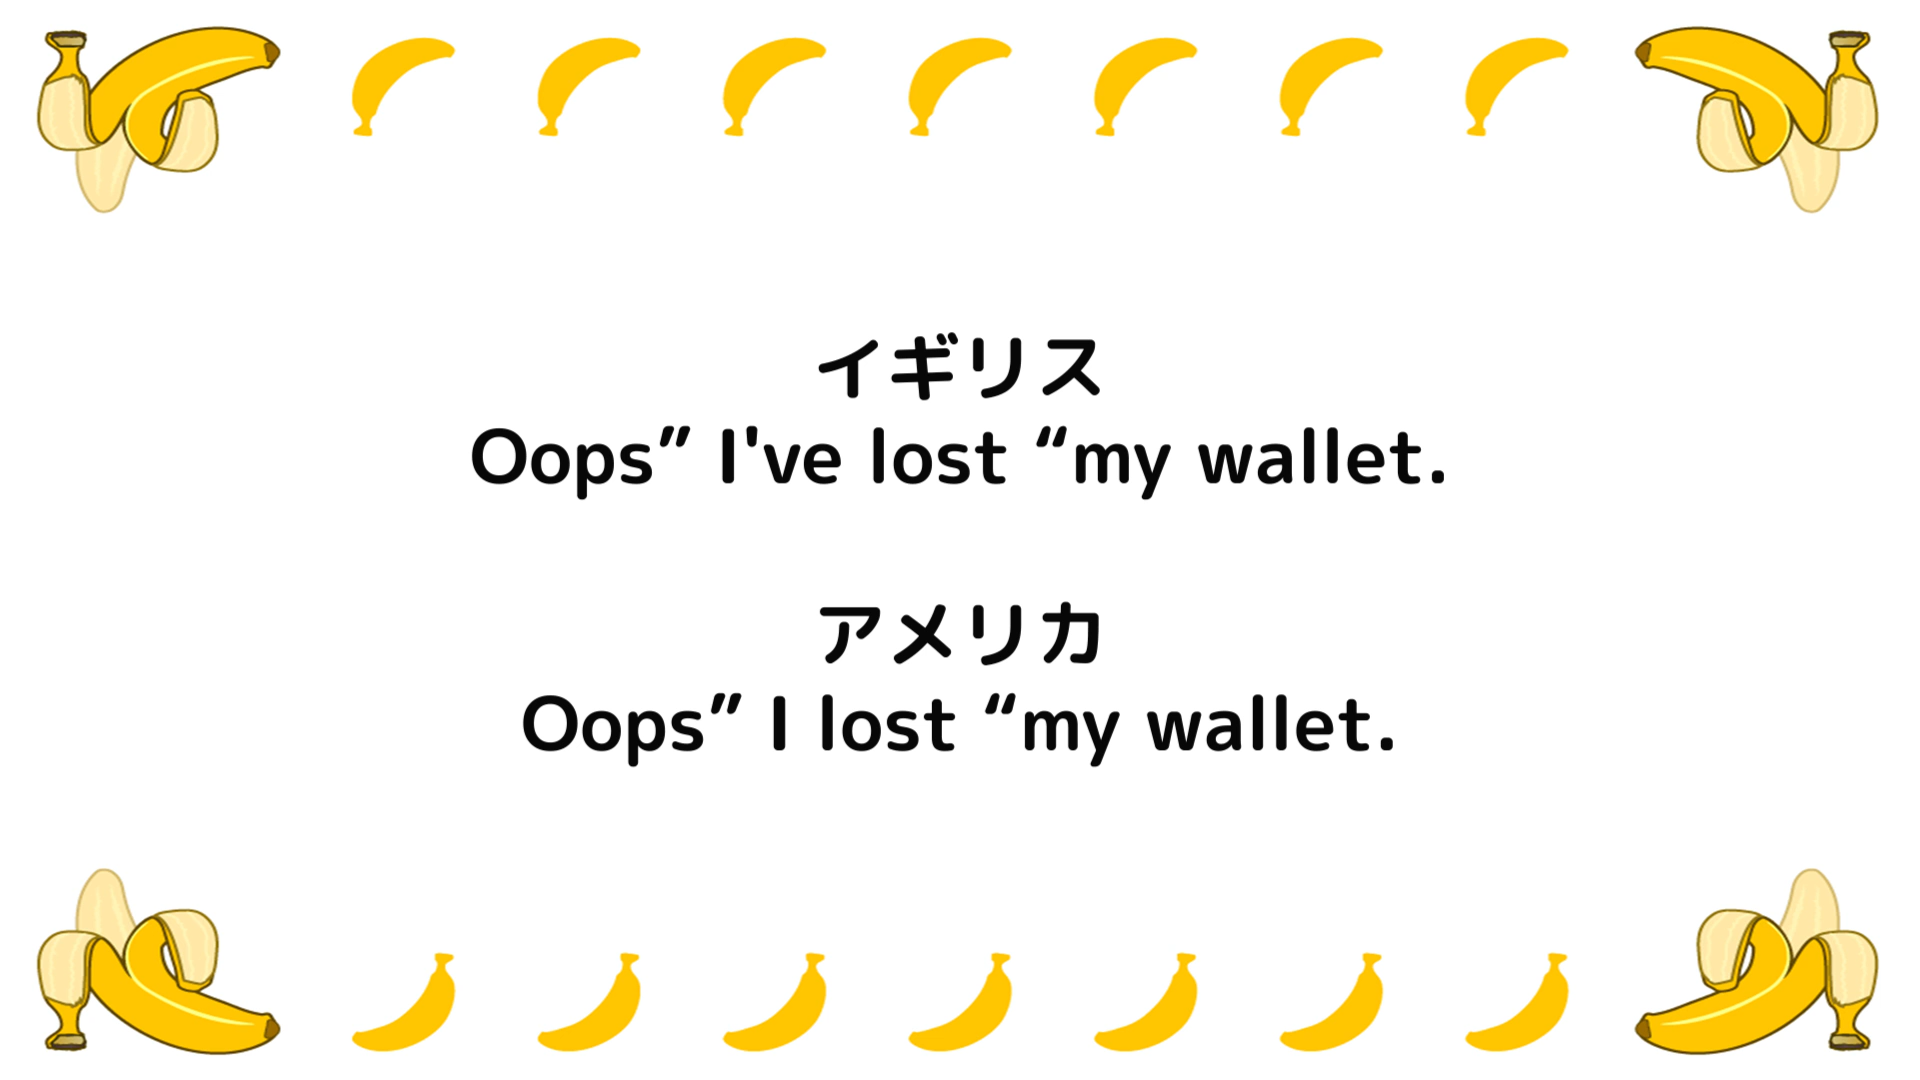 イギリス
Oops” I've lost “my wallet.
アメリカ
Oops” I lost “my wallet.